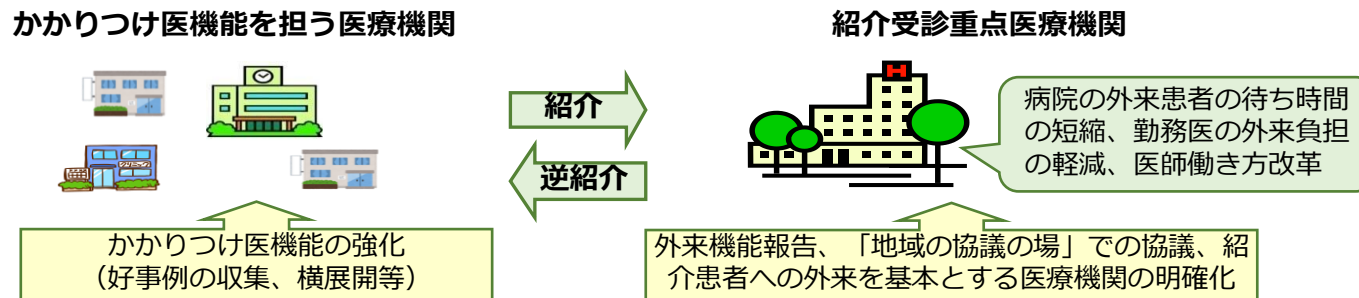 かかりつけ医機能を担う医療機関
紹介受診重点医療機関
紹介
逆紹介
病院の外来患者の待ち時間
の短縮、勤務医の外来負担
の軽減、医師働き方改革
かかりつけ医機能の強化
(好事例の収集、横展開等)
外来機能報告、「地域の協議の場」での協議、紹
介患者への外来を基本とする医療機関の明確化